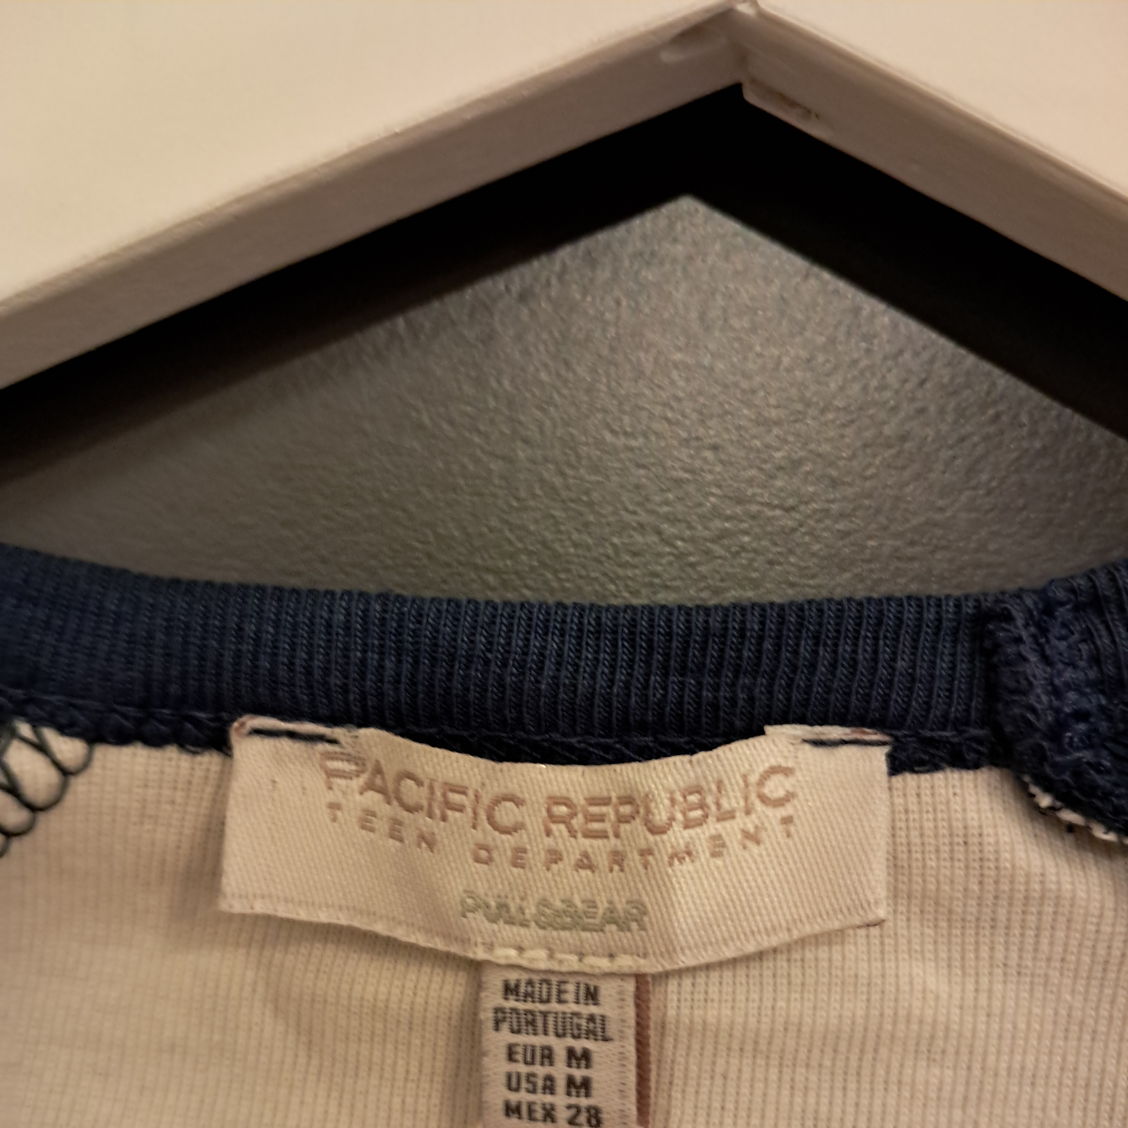 PACIFIC REPUBLIC
TEEN DEPARTMENT
PULL&BEAR
MADE IN
PORTUGAL
EUR M
USA M
MEX 28